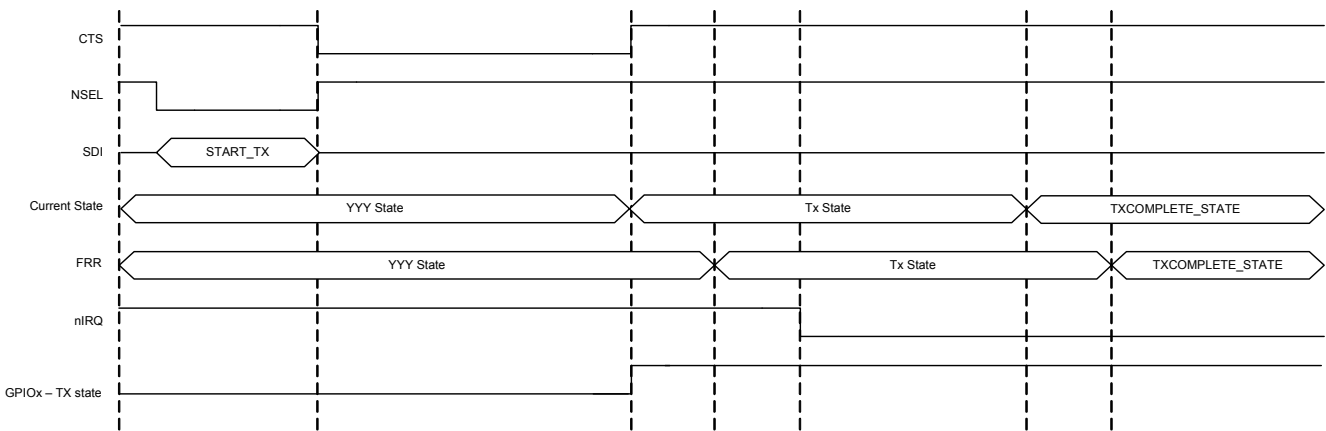 CTS
NSEL
SDI
START_TX
Current State
YYY State
Tx State
TXCOMPLETE_STATE
FRR
YYY State
Tx State
TXCOMPLETE_STATE
nIRQ
GPIOx – TX state